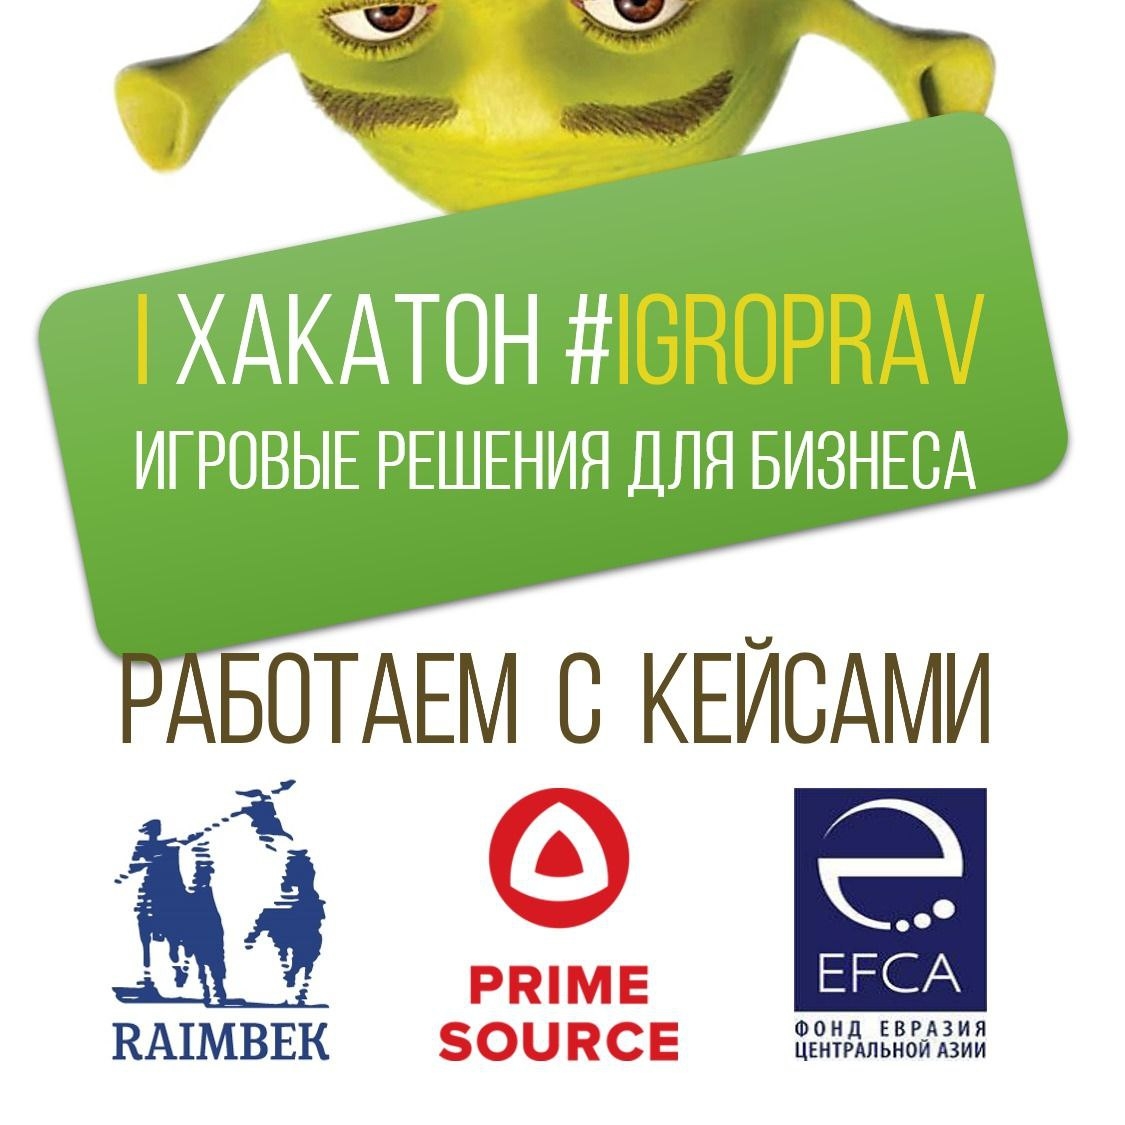 I ХАКАТОН #IGROPRAV
ИГРОВЫЕ РЕШЕНИЯ ДЛЯ БИЗНЕСА
РАБОТАЕМ С КЕЙСАМИ
RAIMBEK
PRIME
SOURCE
EFCA
ФОНД ЕВРАЗИЯ
ЦЕНТРАЛЬНОЙ АЗИИ